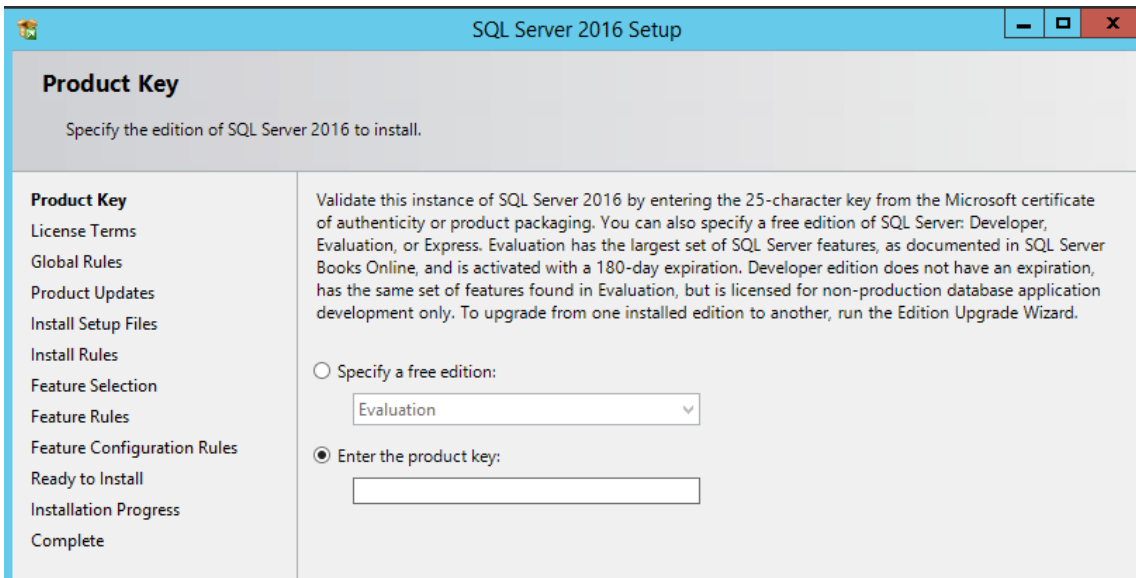 SQL Server 2016 Setup
Product Key
Specify the edition of SQL Server 2016 to install.
Product Key
License Terms
Global Rules
Product Updates
Install Setup Files
Install Rules
Feature Selection
Feature Rules
Feature Configuration Rules
Ready to Install
Installation Progress
Complete
Validate this instance of SQL Server 2016 by entering the 25-character key from the Microsoft certificate
of authenticity or product packaging. You can also specify a free edition of SQL Server: Developer,
Evaluation, or Express. Evaluation has the largest set of SQL Server features, as documented in SQL Server
Books Online, and is activated with a 180-day expiration. Developer edition does not have an expiration,
has the same set of features found in Evaluation, but is licensed for non-production database application
development only. To upgrade from one installed edition to another, run the Edition Upgrade Wizard.
Specify a free edition:
Evaluation
Enter the product key: